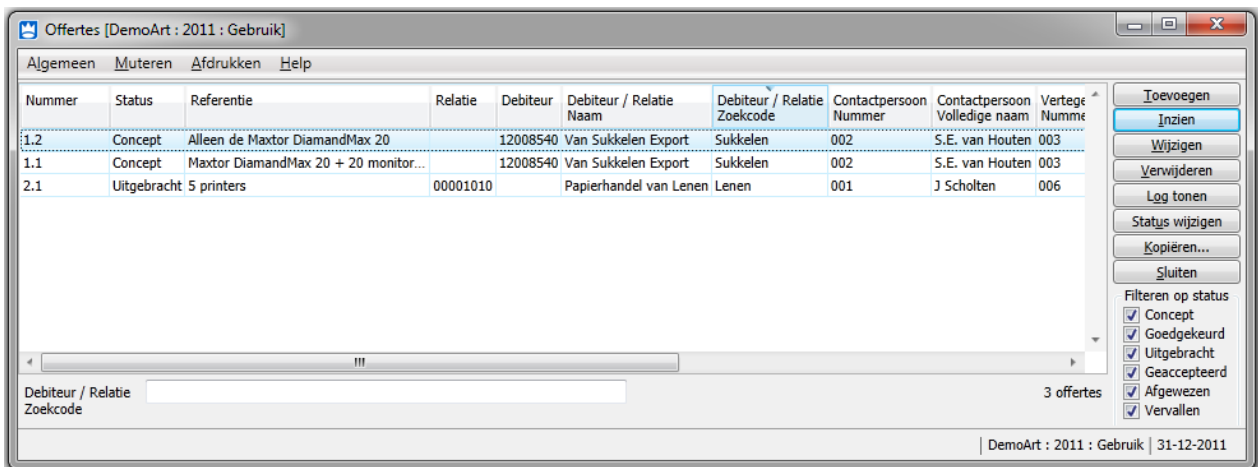 Offertes [DemoArt : 2011 : Gebruik]
Algemeen Muteren Afdrukken Help
Nummer Status Referentie Relatie Debiteur Debiteur / Relatie Naam Debiteur / Relatie Zoekcode Contactpersoon Nummer Contactpersoon Volledige naam Vertege Numme
1.2 Concept Alleen de Maxtor DiamandMax 20 12008540 Van Sukkelen Export Sukkelen 002 S.E. van Houten 003
1.1 Concept Maxtor DiamandMax 20 + 20 monitor... 12008540 Van Sukkelen Export Sukkelen 002 S.E. van Houten 003
2.1 Uitgebracht 5 printers 00001010 Papierhandel van Lenen Lenen 001 J Scholten 006
Toevoegen
Inzien
Wijzigen
Verwijderen
Log tonen
Status wijzigen
Kopiëren...
Sluiten
Filteren op status
Concept
Goedgekeurd
Uitgebracht
Geaccepteerd
Afgewezen
Vervallen
Debiteur / Relatie
Zoekcode
3 offertes
DemoArt : 2011 : Gebruik 31-12-2011